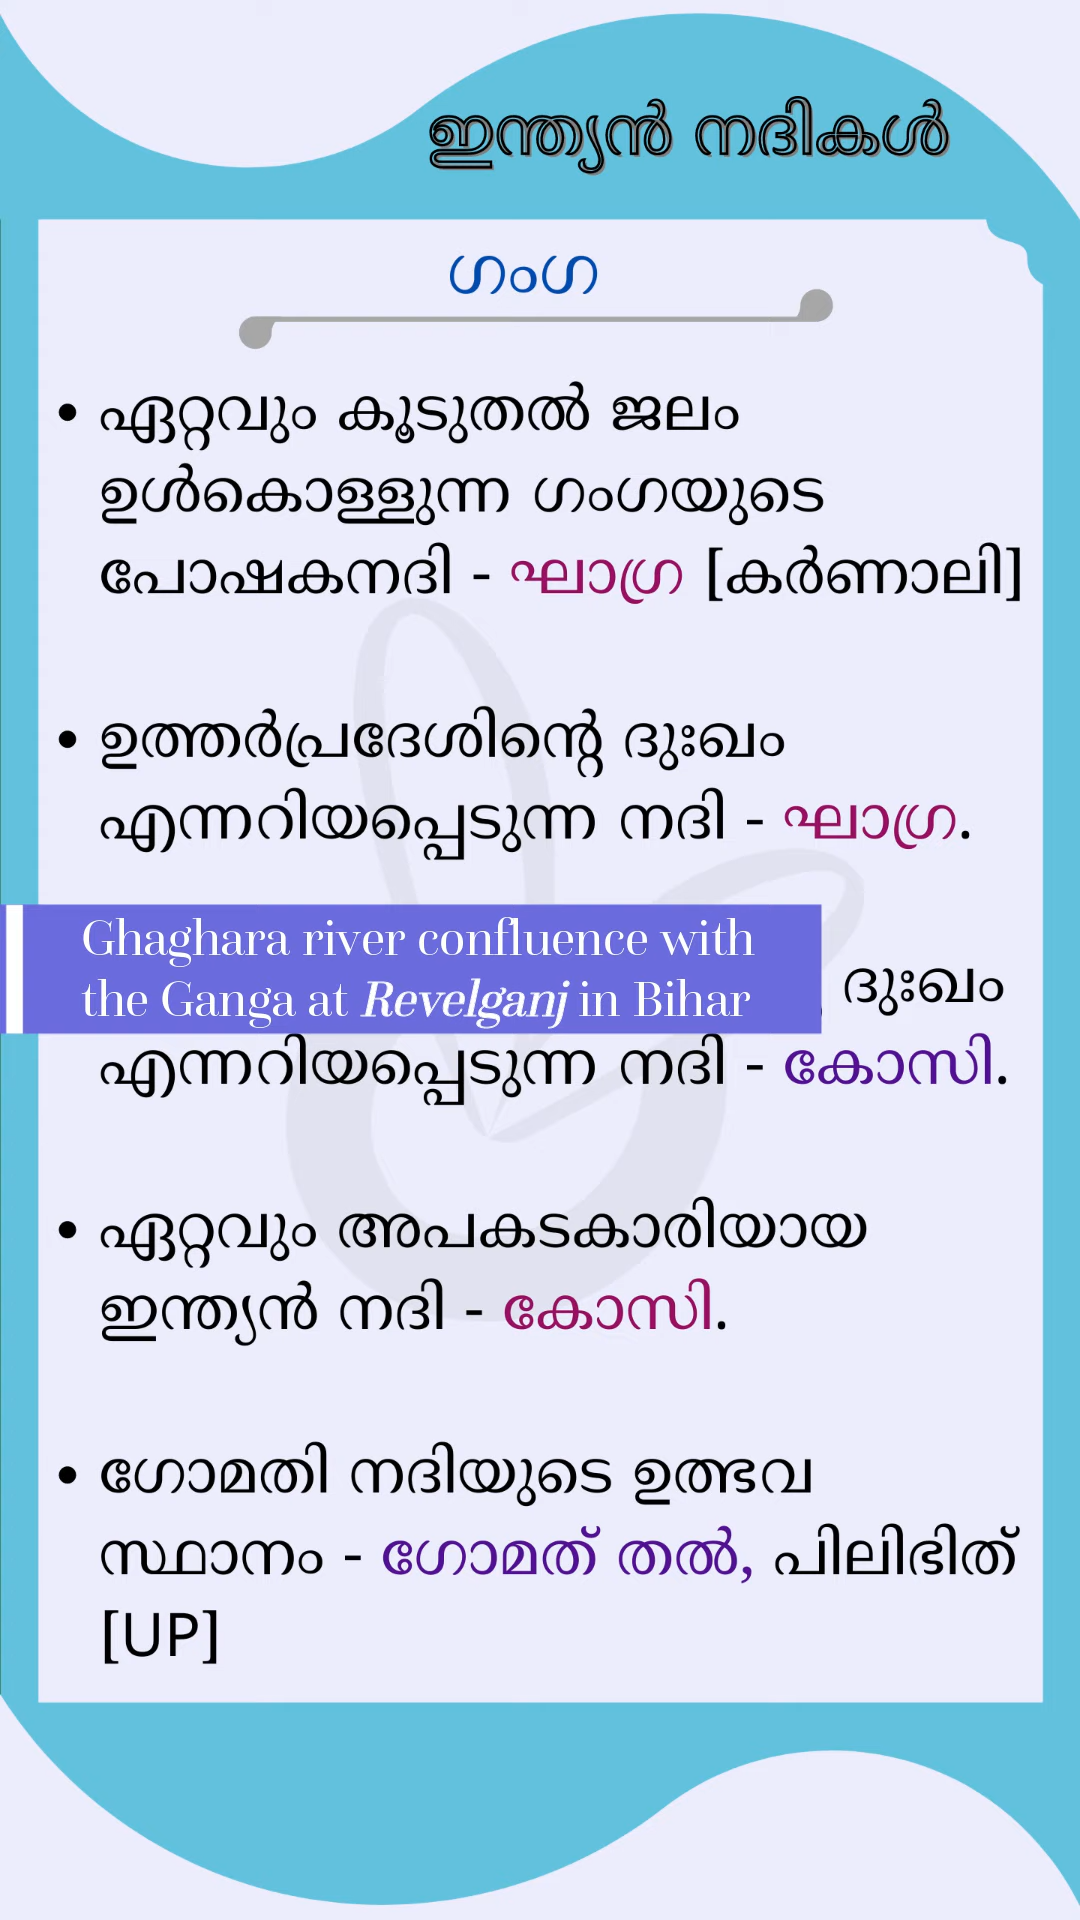 ഇന്ത്യൻ നദികൾ
ഗംഗ
• ഏറ്റവും കൂടുതൽ ജലം
ഉൾകൊള്ളുന്ന ഗംഗയുടെ
പോഷകനദി - ഘാഗ്ര [കർണാലി]
• ഉത്തർപ്രദേശിന്റെ ദുഃഖം
എന്നറിയപ്പെടുന്ന നദി - ഘാഗ്ര.
Ghaghara river confluence with
the Ganga at Revelganj in Bihar
ദുഃഖം
എന്നറിയപ്പെടുന്ന നദി - കോസി.
• ഏറ്റവും അപകടകാരിയായ
ഇന്ത്യൻ നദി - കോസി.
• ഗോമതി നദിയുടെ ഉത്ഭവ
സ്ഥാനം - ഗോമത് തൽ, പിലിഭിത്
[UP]